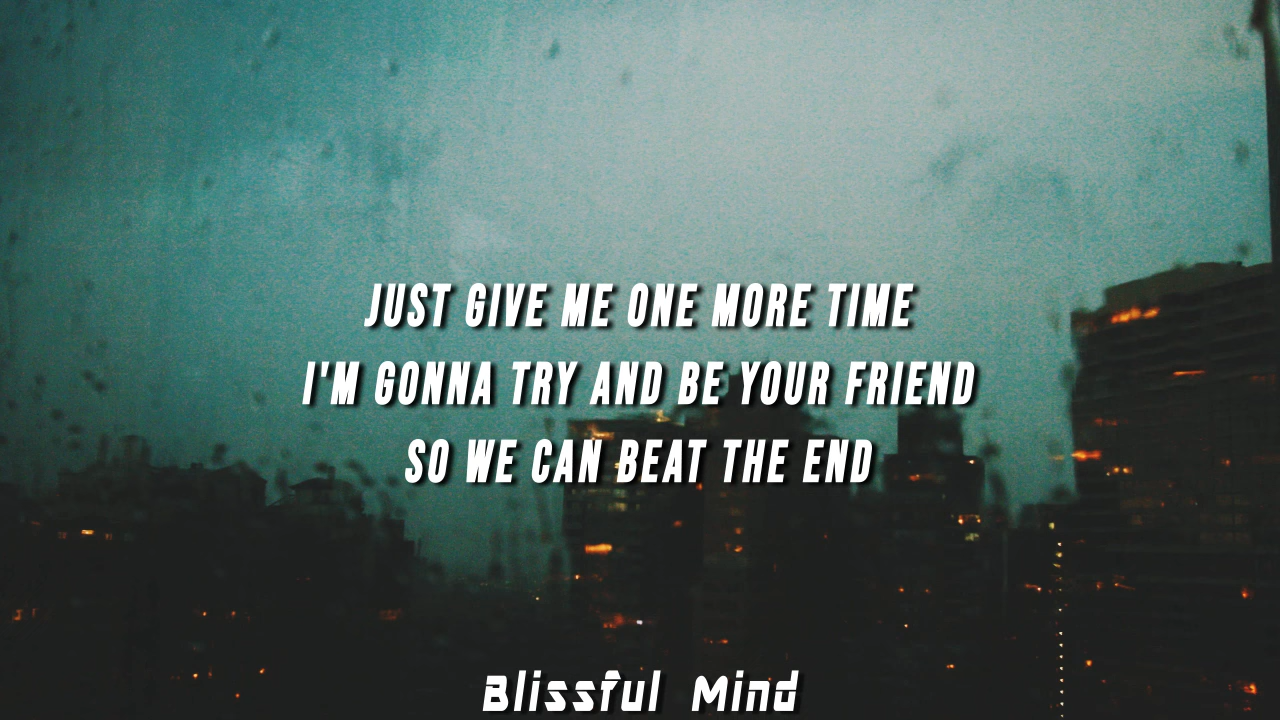 JUST GIVE ME ONE MORE TIME
I'M GONNA TRY AND BE YOUR FRIEND
SO WE CAN BEAT THE END
Blissful Mind